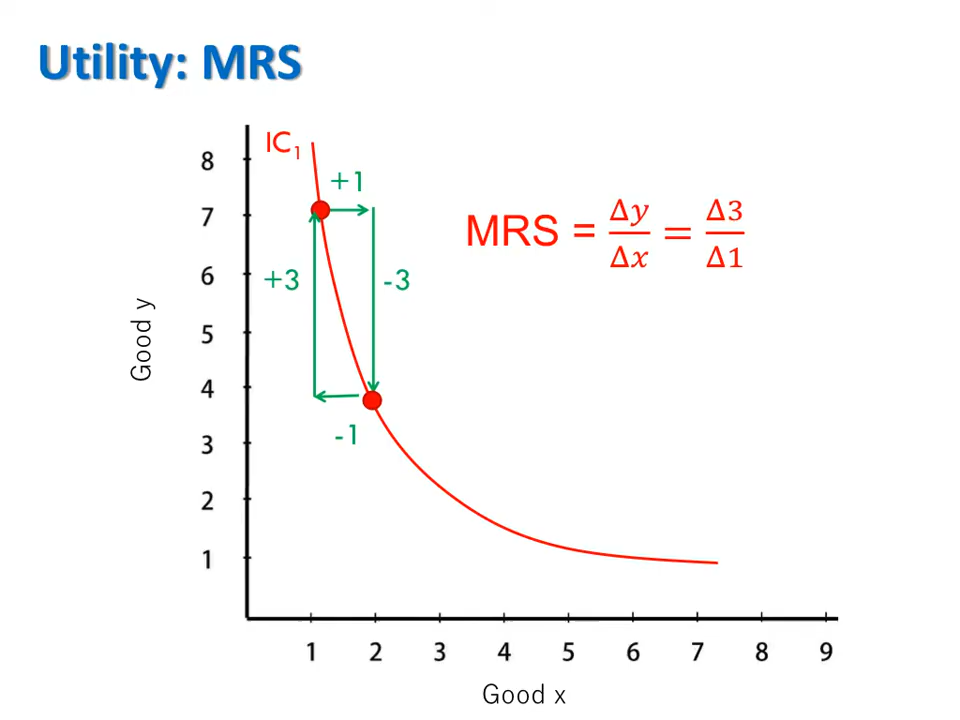 Utility: MRS
IC1
8
7
6
5
4
3
2
1
Good y
+1
+3
-3
-1
MRS = Δy/Δx = Δ3/Δ1
1 2 3 4 5 6 7 8 9
Good x